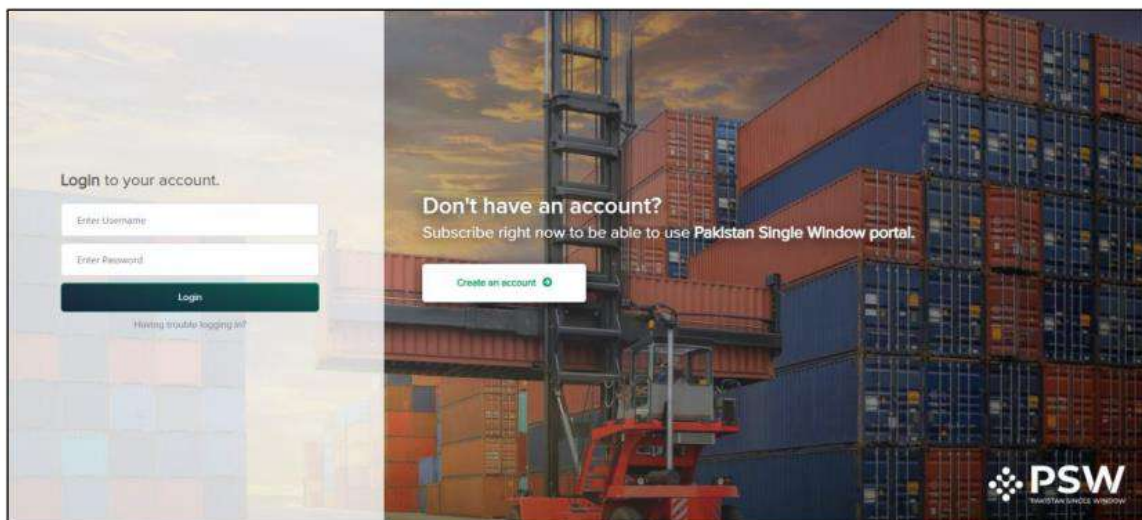 Login to your account.
Enter Username
Enter Password
Login
Having trouble logging in?
Don't have an account?
Subscribe right now to be able to use Pakistan Single Window portal.
Create an account
PSW
PAKISTAN SINGLE WINDOW